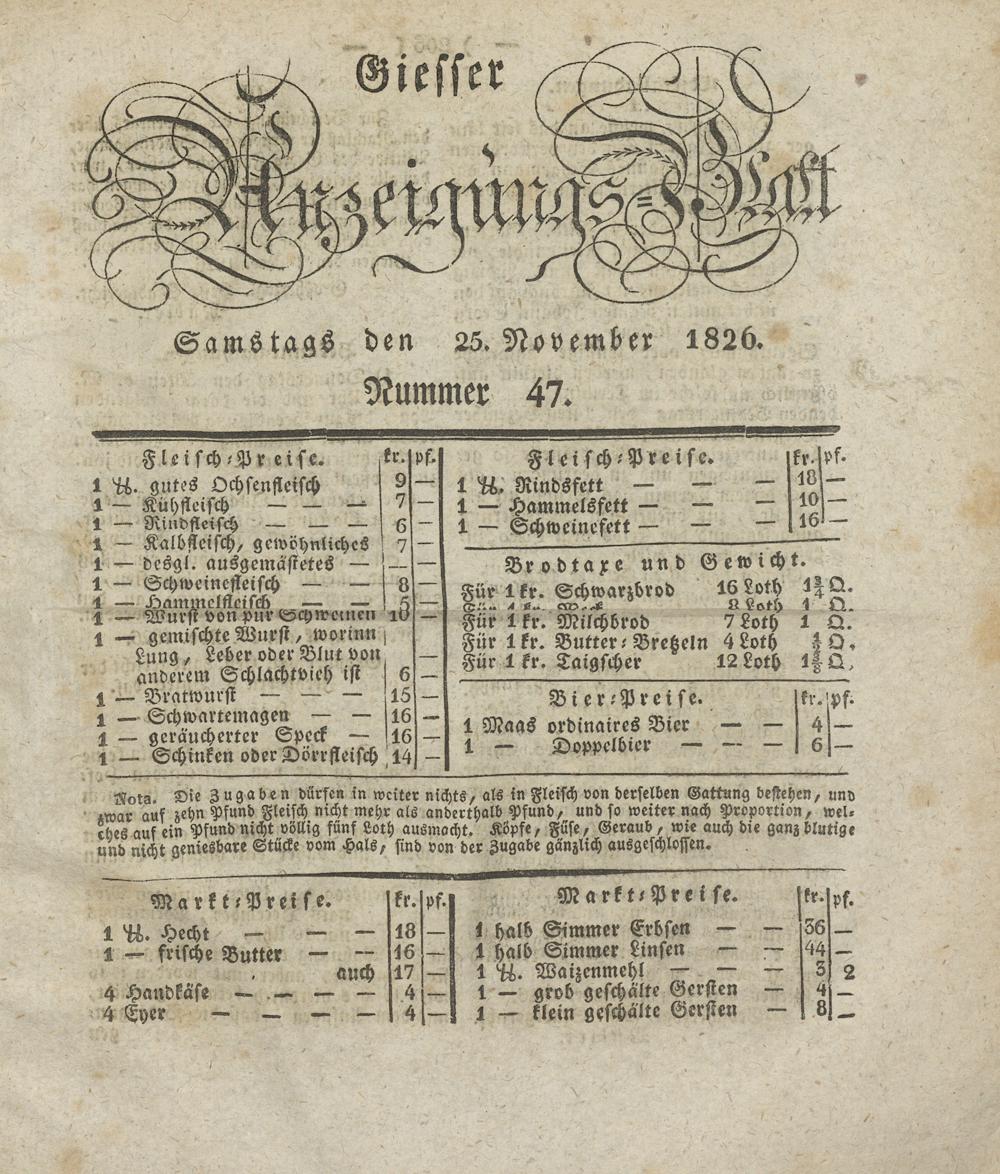 Giesser
Anzeigungs=Blatt
Samstags den 25. November 1826.
Nummer 47.
Fleisch=Preise. kr. pf.
1 ℔. gutes Ochsenfleisch 9 —
1 — Kuhfleisch — — — 7 —
1 — Rindfleisch — — — 6 —
1 — Kalbfleisch, gewöhnliches 7 —
1 — desgl. ausgemästetes — — —
1 — Schweinefleisch — — 8 —
1 — Hammelfleisch — — 5 —
1 — Wurst von pur Schweinen 10 —
1 — gemischte Wurst, worinn
Lung, Leber oder Blut von —
anderem Schlachtvieh ist 6 —
1 — Bratwurst — — — 15 —
1 — Schwartemagen — — 16 —
1 — geräucherter Speck — 16 —
1 — Schinken oder Dörrfleisch 14 —
Fleisch=Preise. kr. pf.
1 ℔. Rindsfett — — — 18 —
1 — Hammelsfett — — 10 —
1 — Schweinefett — — 16 —
Brodtaxe und Gewicht.
Für 1 kr. Schwarzbrod 16 Loth 1¾ Q.
Für 1 kr. Weck 8 Loth 1 Q.
Für 1 kr. Milchbrod 7 Loth 1 Q.
Für 1 kr. Butter=Bretzeln 4 Loth Q.
Für 1 kr. Taigscher 12 Loth Q.
Bier=Preise. kr. pf.
1 Maas ordinaires Bier — — 4 —
1 — Doppelbier — — — 6 —
Nota. Die Zugaben dürfen in weiter nichts, als in Fleisch von derselben Gattung bestehen, und
zwar auf zehn Pfund Fleisch nicht mehr als anderthalb Pfund, und so weiter nach Proportion, wel-
ches auf ein Pfund nicht völlig fünf Loth ausmacht. Köpfe, Füse, Geraub, wie auch die ganz blutige
und nicht geniesbare Stücke vom Hals, sind von der Zugabe gänzlich ausgeschlossen.
Markt=Preise. kr. pf.
1 ℔. Hecht — — — 18 —
1 — frische Butter — — 16 —
auch 17 —
4 Handkäse — — — — 4 —
4 Eyer — — — — 4 —
Markt=Preise. kr. pf.
1 halb Simmer Erbsen — — 36 —
1 halb Simmer Linsen — — 44 —
1 ℔. Waizenmehl — — — 3 2
1 — grob geschälte Gersten — 4 —
1 — klein geschälte Gersten — 8 —